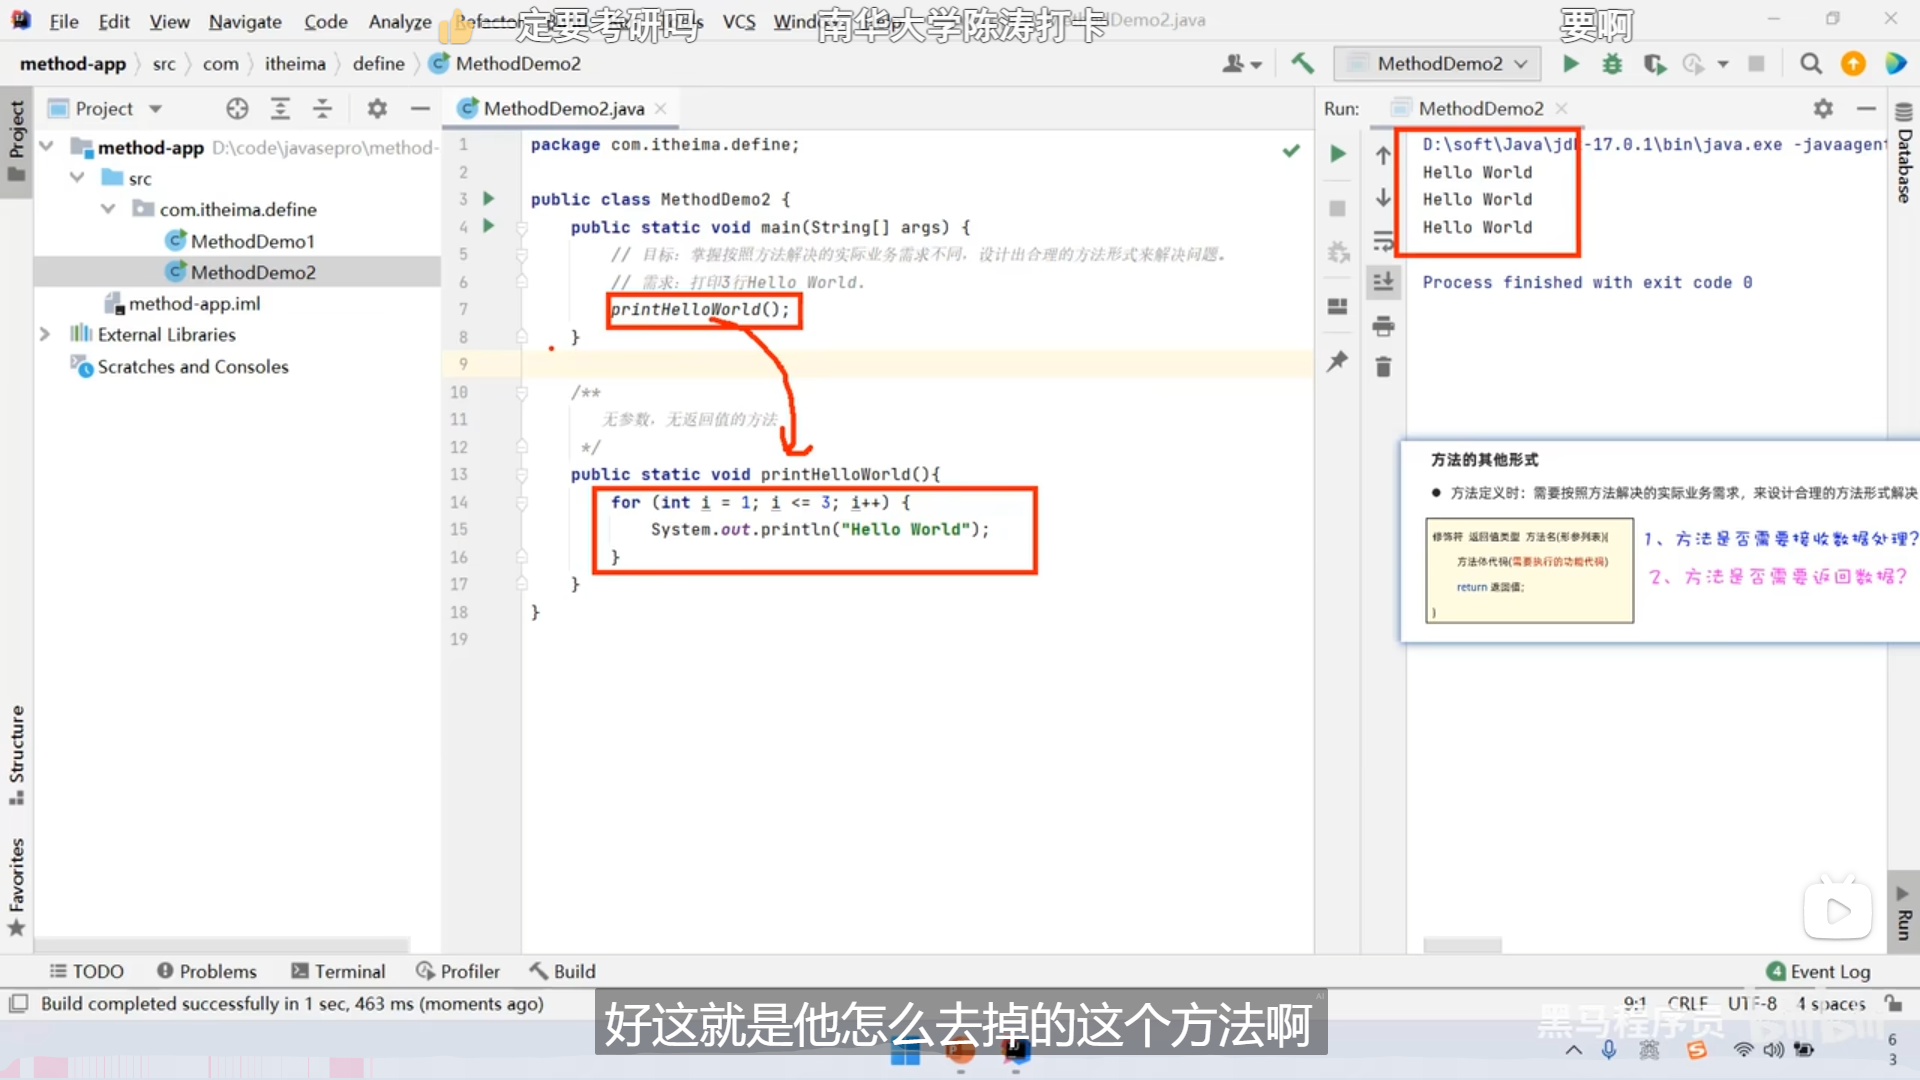 File Edit View Navigate Code Analyze Refactor VCS Window MethodDemo2.java
一定要考研吗
南华大学陈涛打卡
要啊
method-app src com itheima define MethodDemo2
MethodDemo2
Project
MethodDemo2.java
Run: MethodDemo2
Project
Database
method-app D:\code\javasepro\method-
src
com.itheima.define
MethodDemo1
MethodDemo2
method-app.iml
External Libraries
Scratches and Consoles
1 package com.itheima.define;
2
3 public class MethodDemo2 {
4 public static void main(String[] args) {
5 // 目标：掌握按照方法解决的实际业务需求不同，设计出合理的方法形式来解决问题。
6 // 需求：打印3行Hello World.
7 printHelloWorld();
8 }
9
10 /**
11 无参数，无返回值的方法
12 */
13 public static void printHelloWorld(){
14 for (int i = 1; i <= 3; i++) {
15 System.out.println("Hello World");
16 }
17 }
18 }
19
D:\soft\Java\jdk-17.0.1\bin\java.exe -javaagent
Hello World
Hello World
Hello World
Process finished with exit code 0
方法的其他形式
● 方法定义时：需要按照方法解决的实际业务需求，来设计合理的方法形式解决
修饰符 返回值类型 方法名(形参列表){
方法体代码(需要执行的功能代码)
return 返回值;
}
1、方法是否需要接收数据处理？
2、方法是否需要返回数据？
Structure
Favorites
Run
TODO Problems Terminal Profiler Build
4 Event Log
Build completed successfully in 1 sec, 463 ms (moments ago)
9:1 CRLF UTF-8 4 spaces
好这就是他怎么去掉的这个方法啊
黑马程序员
bilibili
英
6
3